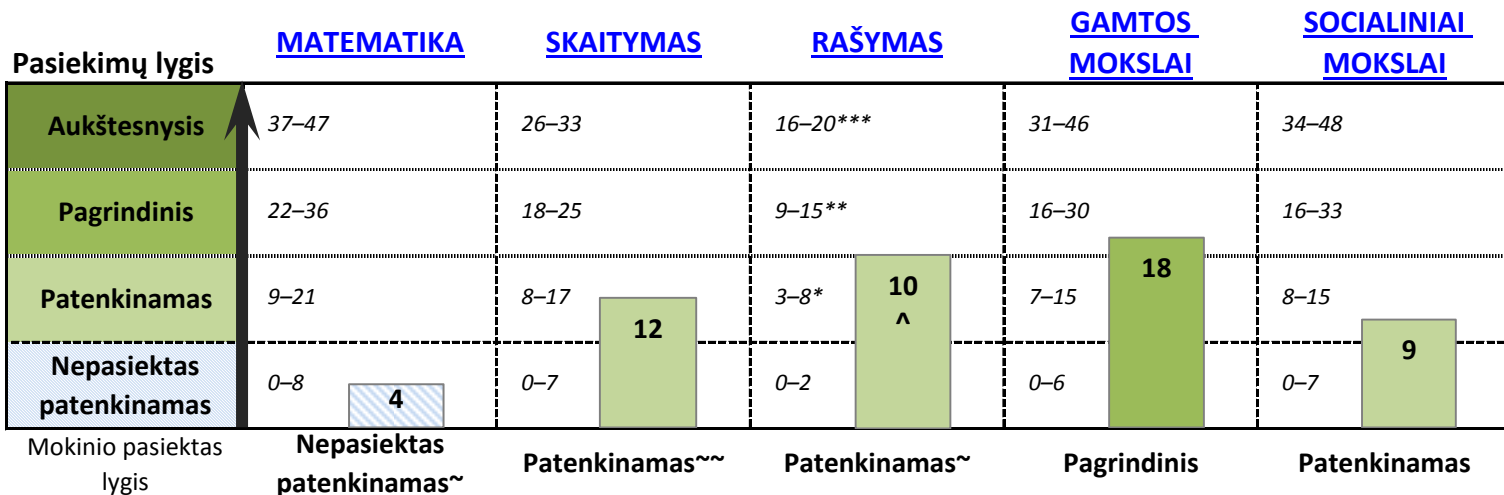 Pasiekimų lygis
MATEMATIKA
SKAITYMAS
RAŠYMAS
GAMTOS
MOKSLAI
SOCIALINIAI
MOKSLAI
Aukštesnysis
37–47
26–33
16–20***
31–46
34–48
Pagrindinis
22–36
18–25
9–15**
16–30
16–33
Patenkinamas
9–21
8–17
3–8*
7–15
8–15
Nepasiektas
patenkinamas
0–8
0–7
0–2
0–6
0–7
4
12
10
^
18
9
Mokinio pasiektas
lygis
Nepasiektas
patenkinamas~
Patenkinamas~~
Patenkinamas~
Pagrindinis
Patenkinamas